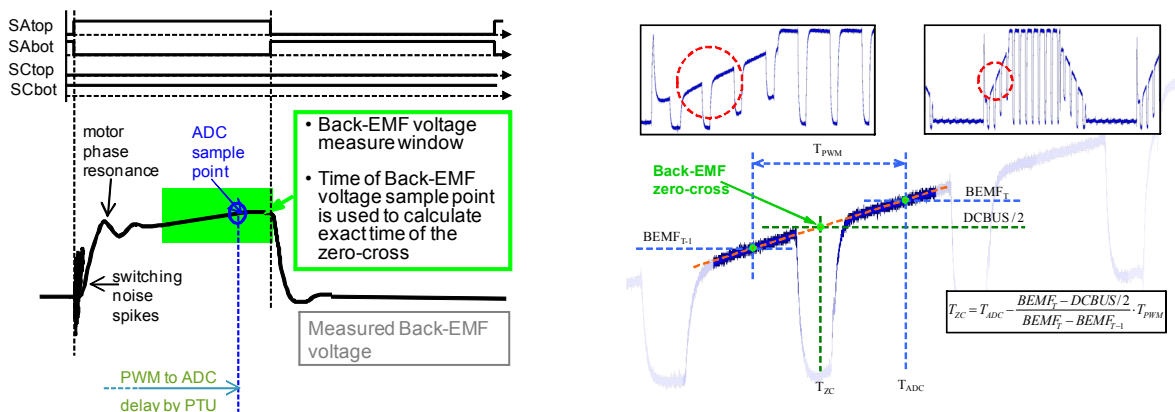 SAtop
SAbot
SCtop
SCbot
motor
phase
resonance
ADC
sample
point
• Back-EMF voltage
measure window
• Time of Back-EMF
voltage sample point
is used to calculate
exact time of the
zero-cross
switching
noise
spikes
Measured Back-EMF
voltage
PWM to ADC
delay by PTU
T_PWM
Back-EMF
zero-cross
BEMF_T
DCBUS/2
BEMF_T-1
T_ZC = T_ADC - (BEMF_T - DCBUS/2) / (BEMF_T - BEMF_T-1) · T_PWM
T_ZC
T_ADC